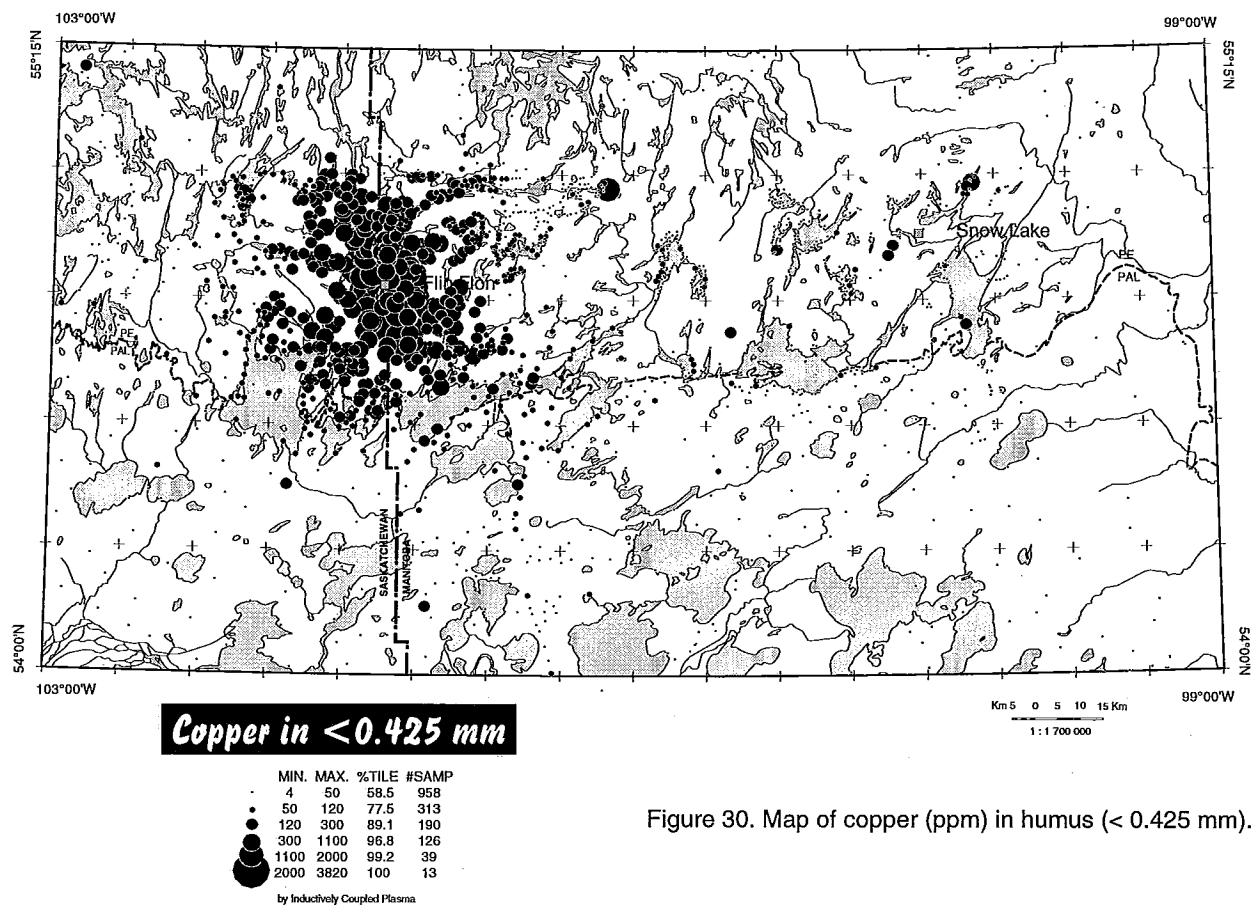 103°00'W
99°00'W
55°15'N
55°15'N
Snow Lake
Flin Flon
PE
PAL
PE
PAL
SASKATCHEWAN
MANITOBA
54°00'N
54°00'N
103°00'W
99°00'W
Km 5 0 5 10 15 Km
1:1 700 000
Copper in <0.425 mm
MIN. MAX. %TILE #SAMP
4 50 58.5 958
50 120 77.5 313
120 300 89.1 190
300 1100 96.8 126
1100 2000 99.2 39
2000 3820 100 13
by Inductively Coupled Plasma
Figure 30. Map of copper (ppm) in humus (< 0.425 mm).